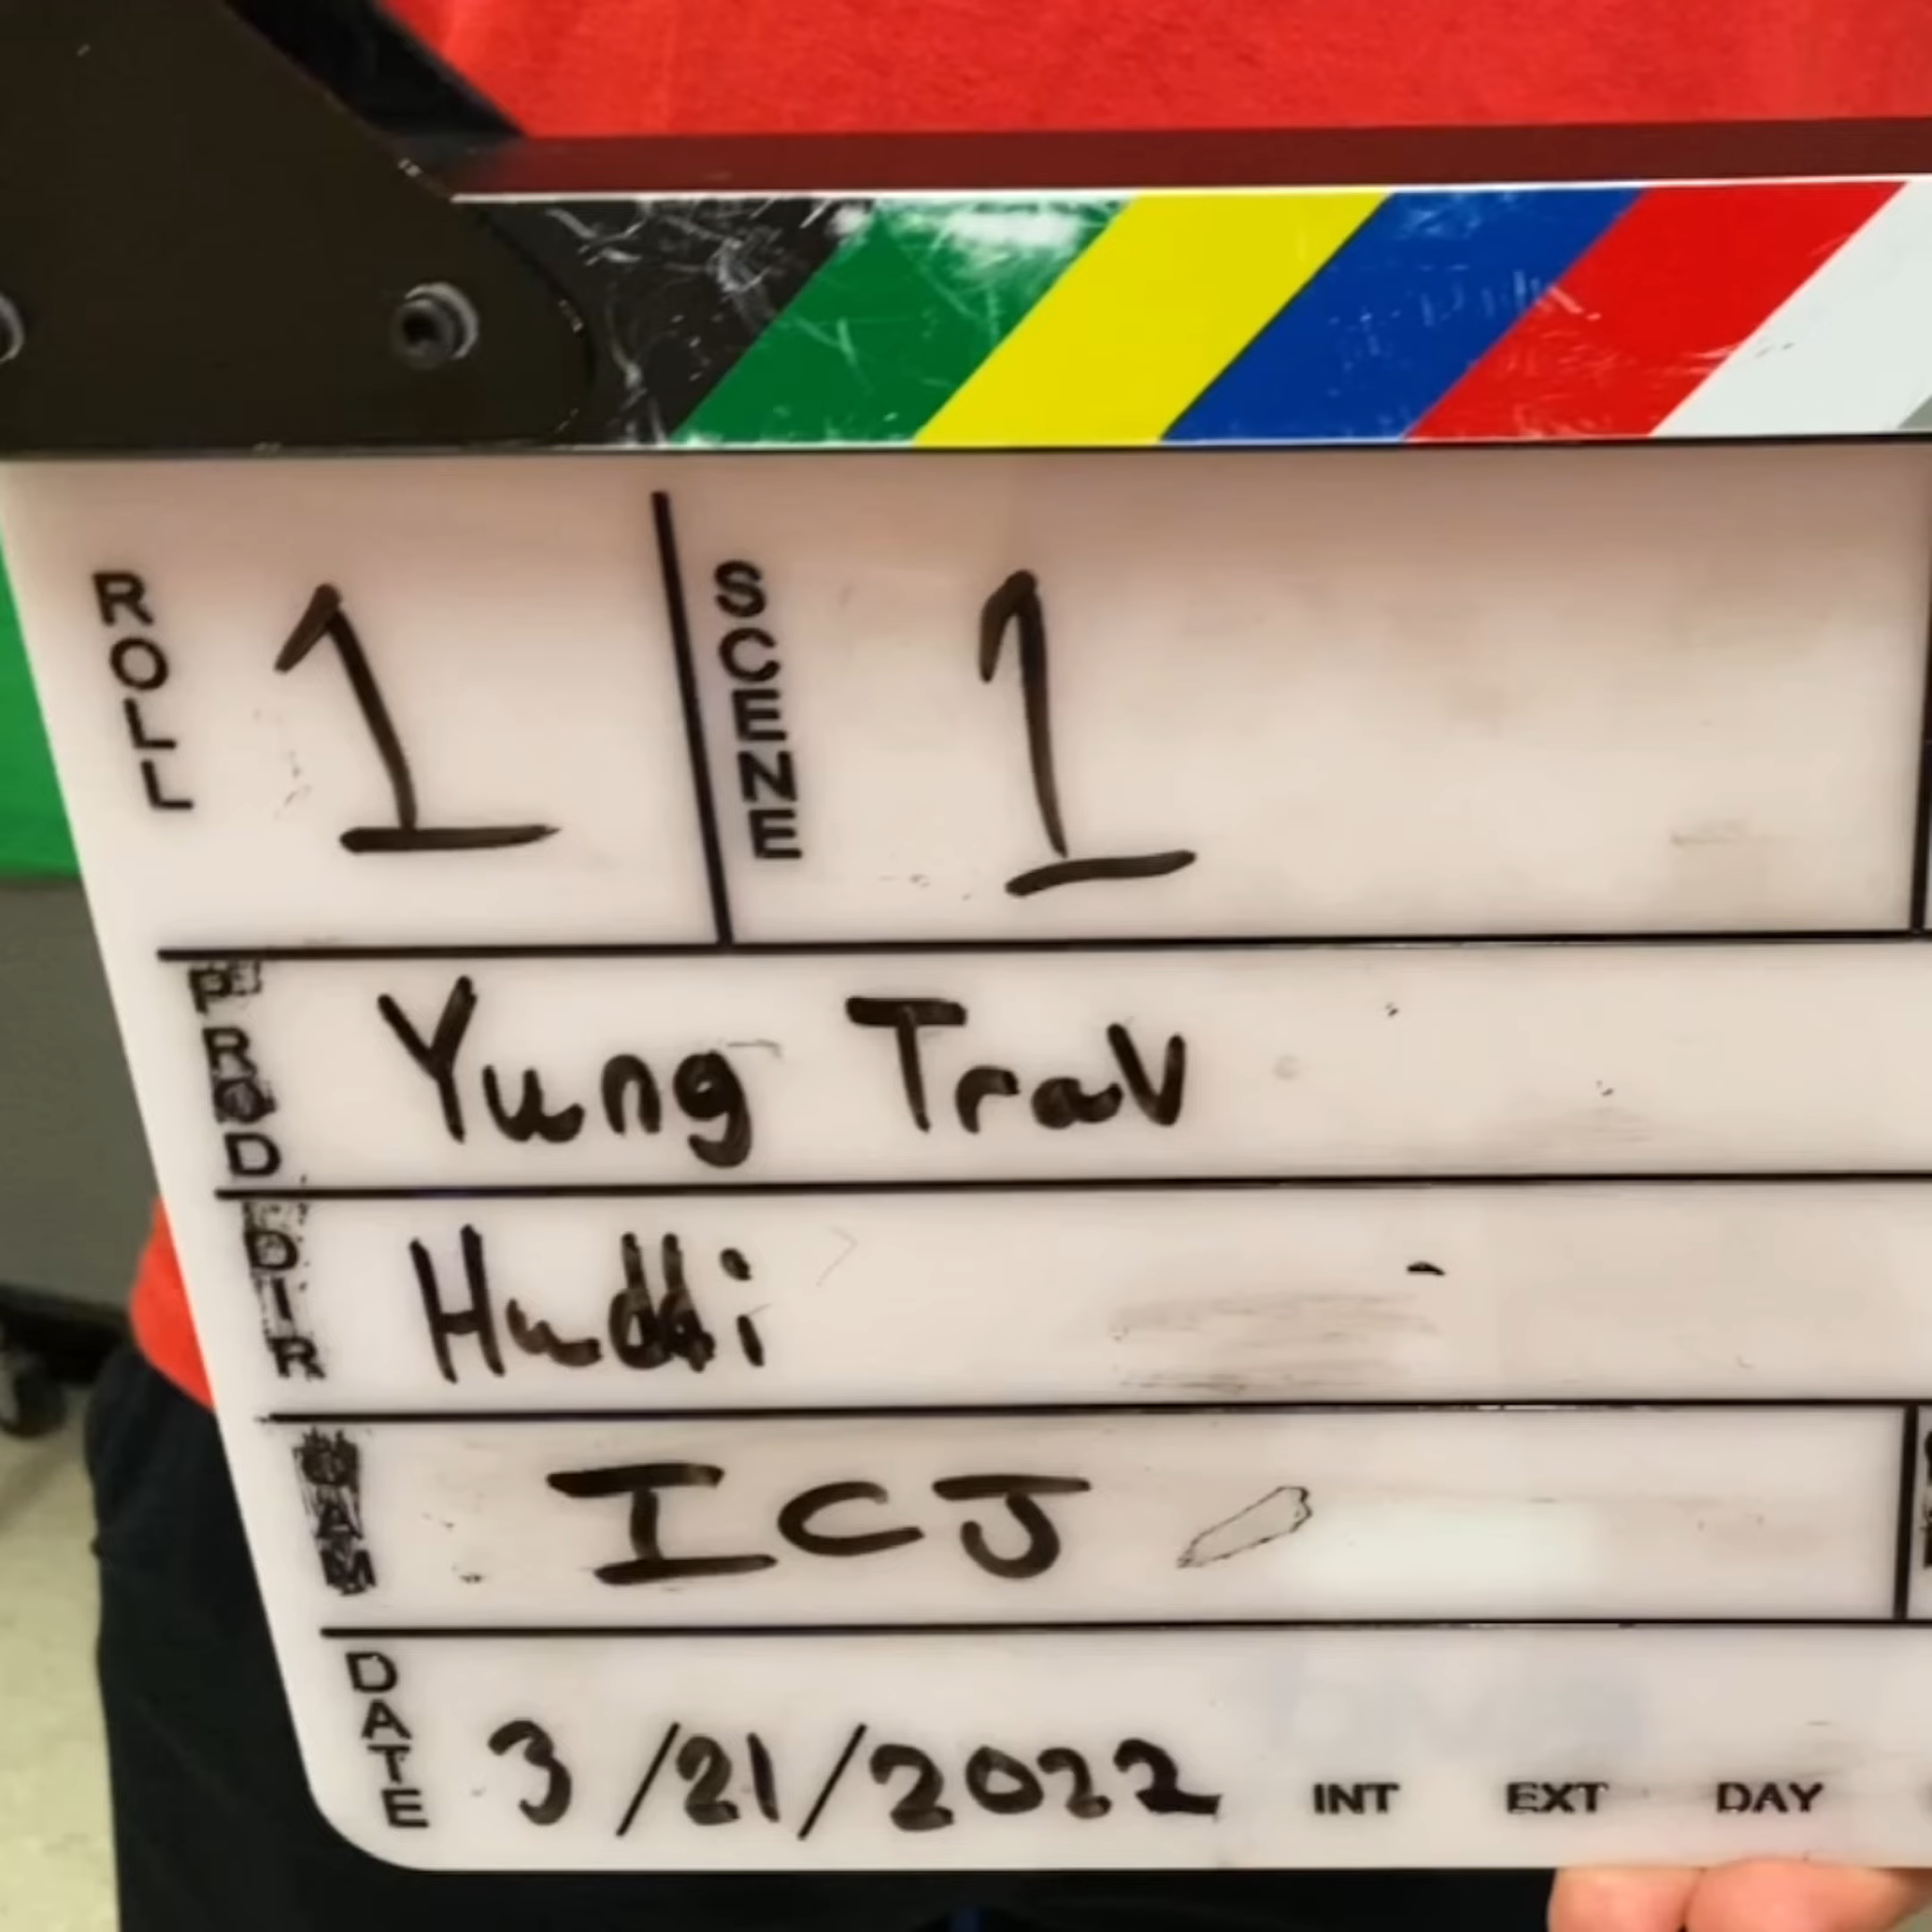 ROLL 1 SCENE 1
PROD Yung Trav
DIR Huddi
CAM ICJ
DATE 3/21/2022 INT EXT DAY